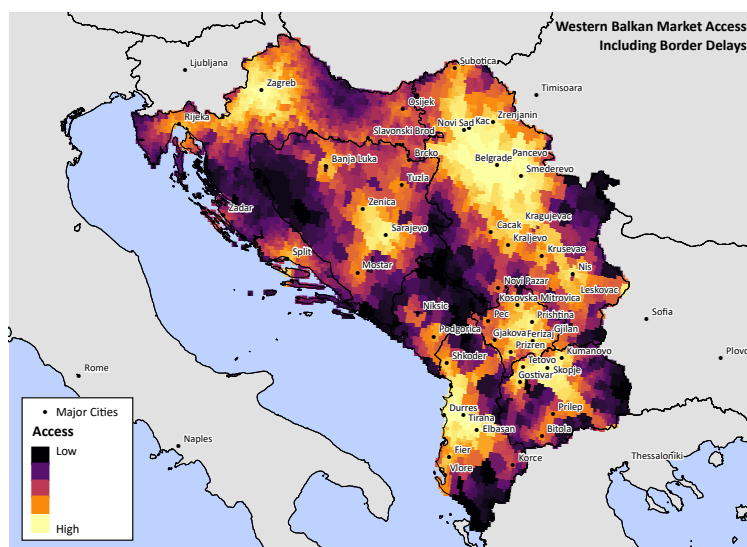 Western Balkan Market Access
Including Border Delays
Ljubljana
Subotica
Timisoara
Zagreb
Osijek
Rijeka
Zrenjanin
Novi Sad
Kac
Slavonski Brod
Brcko
Pancevo
Belgrade
Banja Luka
Smederevo
Tuzla
Zenica
Zadar
Kragujevac
Sarajevo
Cacak
Kraljevo
Krusevac
Split
Mostar
Nis
Novi Pazar
Leskovac
Kosovska Mitrovica
Niksic
Pec
Prishtina
Sofia
Podgorica
Gjakova
Ferizaj
Gjilan
Prizren
Shkoder
Kumanovo
Plovo
Tetovo
Skopje
Gostivar
Rome
Durres
Tirana
Prilep
Elbasan
Bitola
Naples
Fier
Korce
Thessaloniki
Vlore
Major Cities
Access
Low
High